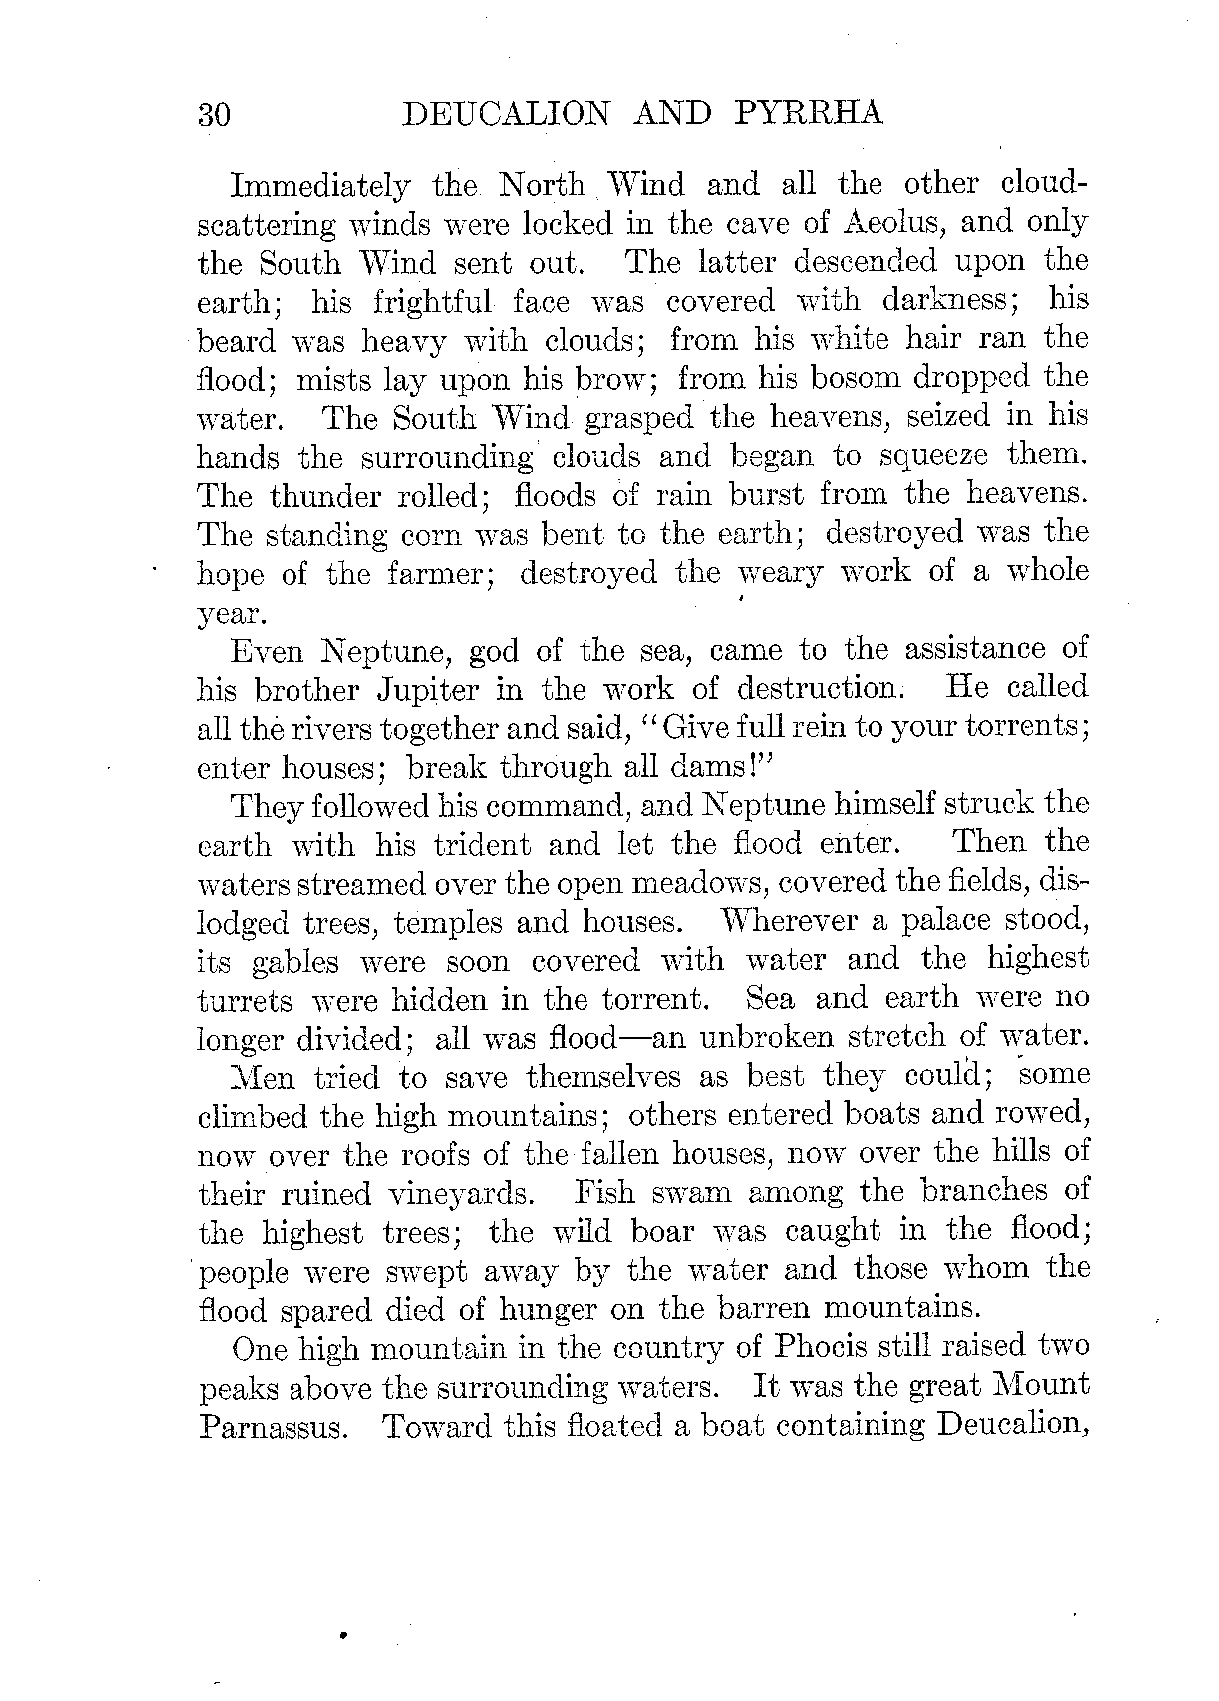 30 DEUCALION AND PYRRHA
Immediately the North Wind and all the other cloud-
scattering winds were locked in the cave of Aeolus, and only
the South Wind sent out. The latter descended upon the
earth; his frightful face was covered with darkness; his
beard was heavy with clouds; from his white hair ran the
flood; mists lay upon his brow; from his bosom dropped the
water. The South Wind grasped the heavens, seized in his
hands the surrounding clouds and began to squeeze them.
The thunder rolled; floods of rain burst from the heavens.
The standing corn was bent to the earth; destroyed was the
hope of the farmer; destroyed the weary work of a whole
year.
Even Neptune, god of the sea, came to the assistance of
his brother Jupiter in the work of destruction. He called
all the rivers together and said, "Give full rein to your torrents;
enter houses; break through all dams!"
They followed his command, and Neptune himself struck the
earth with his trident and let the flood enter. Then the
waters streamed over the open meadows, covered the fields, dis-
lodged trees, temples and houses. Wherever a palace stood,
its gables were soon covered with water and the highest
turrets were hidden in the torrent. Sea and earth were no
longer divided; all was flood—an unbroken stretch of water.
Men tried to save themselves as best they could; some
climbed the high mountains; others entered boats and rowed,
now over the roofs of the fallen houses, now over the hills of
their ruined vineyards. Fish swam among the branches of
the highest trees; the wild boar was caught in the flood;
people were swept away by the water and those whom the
flood spared died of hunger on the barren mountains.
One high mountain in the country of Phocis still raised two
peaks above the surrounding waters. It was the great Mount
Parnassus. Toward this floated a boat containing Deucalion,